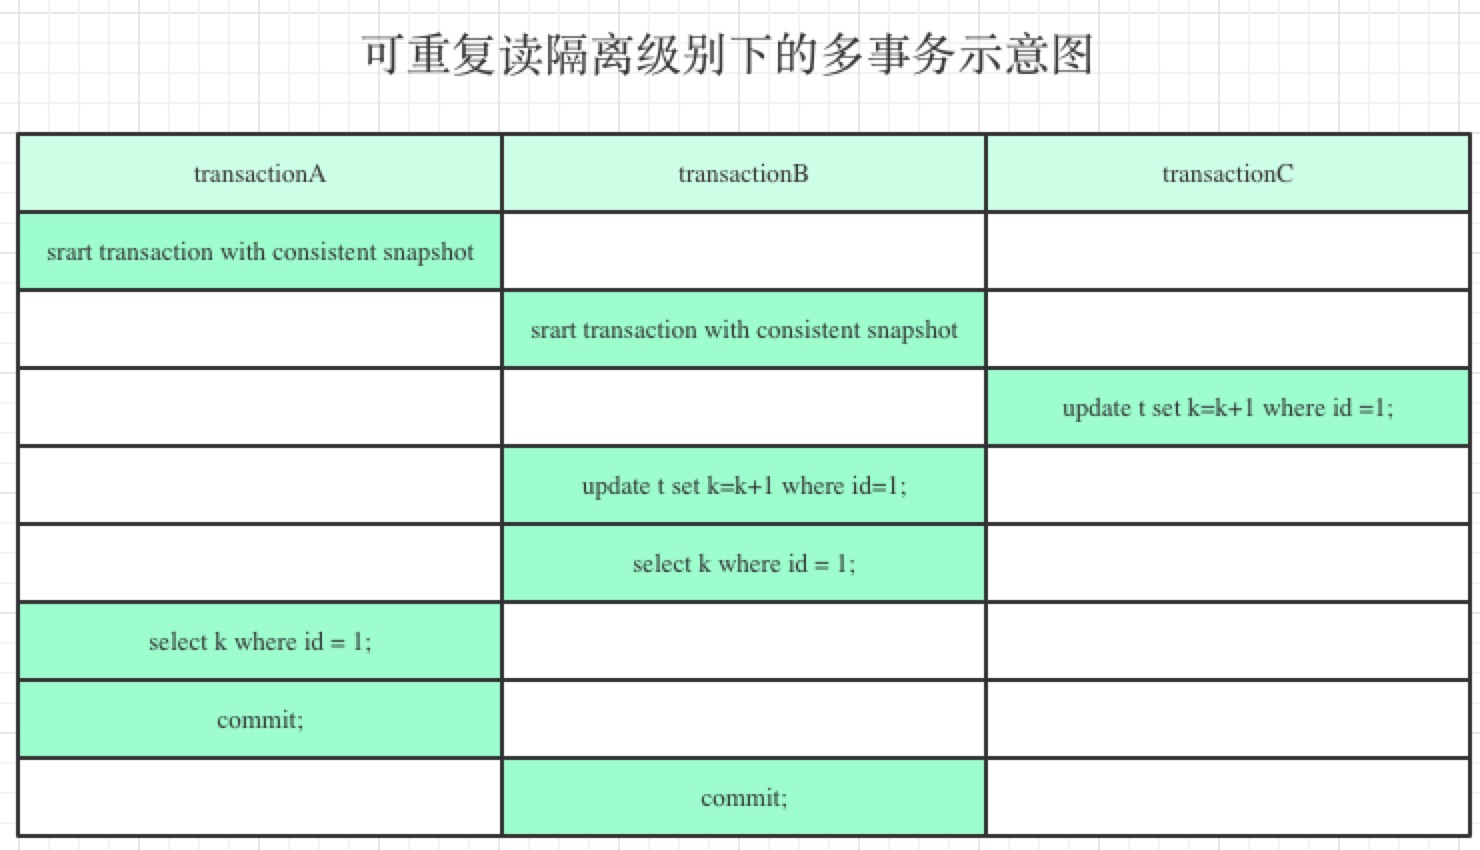 可重复读隔离级别下的多事务示意图
transactionA
transactionB
transactionC
srart transaction with consistent snapshot
srart transaction with consistent snapshot
update t set k=k+1 where id =1;
update t set k=k+1 where id=1;
select k where id = 1;
select k where id = 1;
commit;
commit;